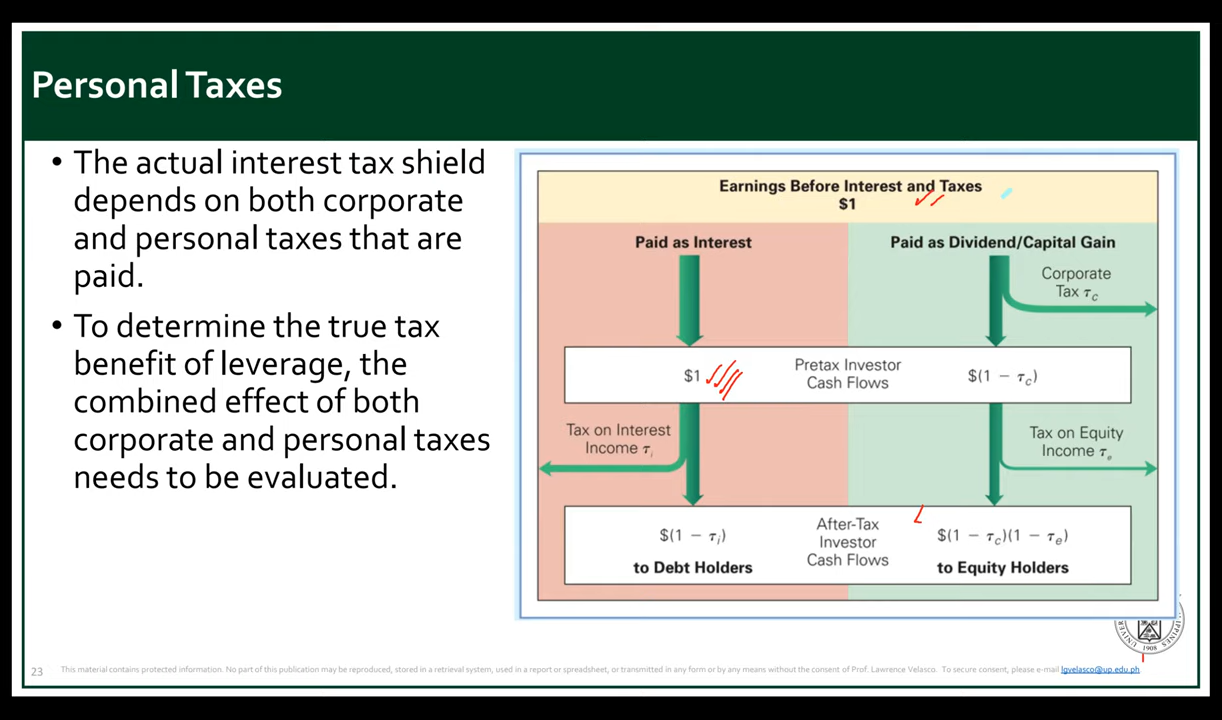 Personal Taxes
• The actual interest tax shield
depends on both corporate
and personal taxes that are
paid.
• To determine the true tax
benefit of leverage, the
combined effect of both
corporate and personal taxes
needs to be evaluated.
Earnings Before Interest and Taxes
$1
Paid as Interest
Paid as Dividend/Capital Gain
Corporate
Tax τc
$1
Pretax Investor
Cash Flows
$(1 − τc)
Tax on Interest
Income τi
Tax on Equity
Income τe
$(1 − τi)
to Debt Holders
After-Tax
Investor
Cash Flows
$(1 − τc)(1 − τe)
to Equity Holders
1908
23
This material contains protected information. No part of this publication may be reproduced, stored in a retrieval system, used in a report or spreadsheet, or transmitted in any form or by any means without the consent of Prof. Lawrence Velasco. To secure consent, please e-mail lgvelasco@up.edu.ph